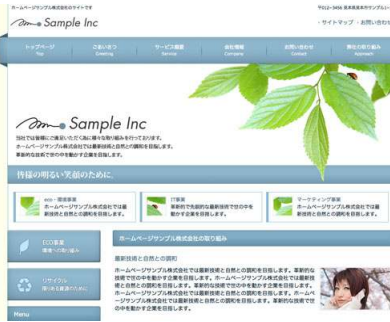 ホームページサンプル株式会社のサイトです
Sample Inc
・サイトマップ ・お問い合わせ
トップページ ごあいさつ サービス概要 会社情報 お問い合わせ 弊社の取り組み
Top Greeting Service Company Contact Approach
Sample Inc
当社では皆様にご満足いただく為に様々な取り組みを行っております。
ホームページサンプル株式会社では最新技術と自然との調和を目指します。
革新的な技術で世の中を動かす企業を目指します。
皆様の明るい笑顔のために。
eco・環境事業
ホームページサンプル株式会社では最新技術と自然との調和を目指します。
IT事業
革新的で先鋭的な最新技術で世の中を動かす企業を目指します。
マーケティング事業
ホームページサンプル株式会社では最新技術と自然との調和を目指します。
ECO事業
環境への取り組み
リサイクル
限りある資源のために
Menu
ホームページサンプル株式会社の取り組み
最新技術と自然との調和
ホームページサンプル株式会社では最新技術と自然との調和を目指します。革新的な
技術で世の中を動かす企業を目指します。ホームページサンプル株式会社では最新技
術と自然との調和を目指します。革新的な技術で世の中を動かす企業を目指します。ホ
ームページサンプル株式会社では最新技術と自然との調和を目指します。革新的な技
術で世の中を動かす企業を目指します。